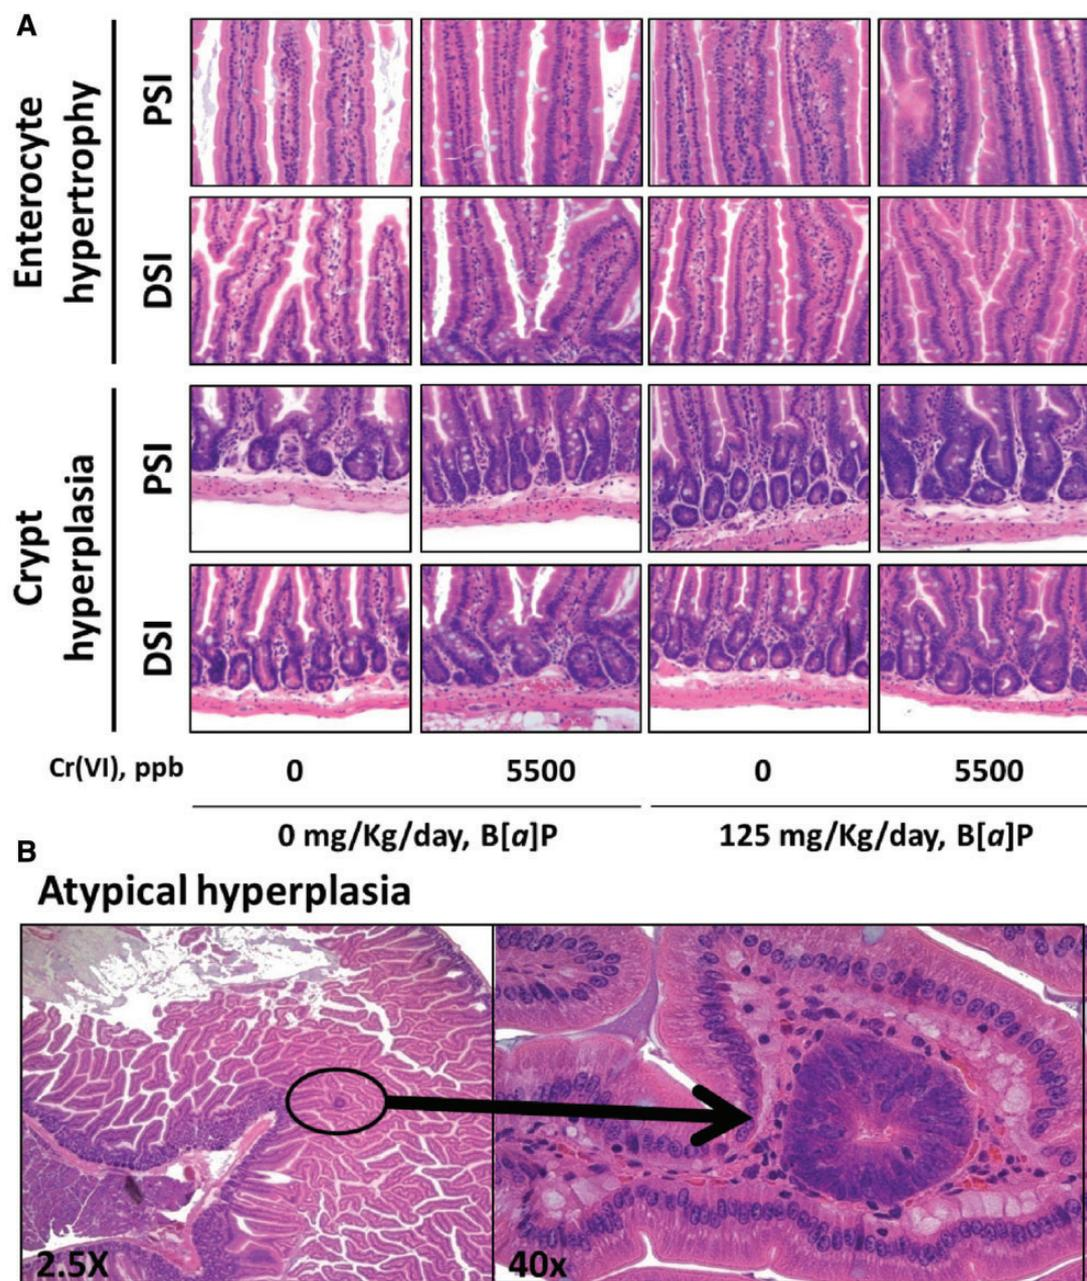 A
Enterocyte
hypertrophy
PSI
DSI
Crypt
hyperplasia
PSI
DSI
Cr(VI), ppb 0 5500 0 5500
0 mg/Kg/day, B[a]P 125 mg/Kg/day, B[a]P
B
Atypical hyperplasia
2.5X 40x